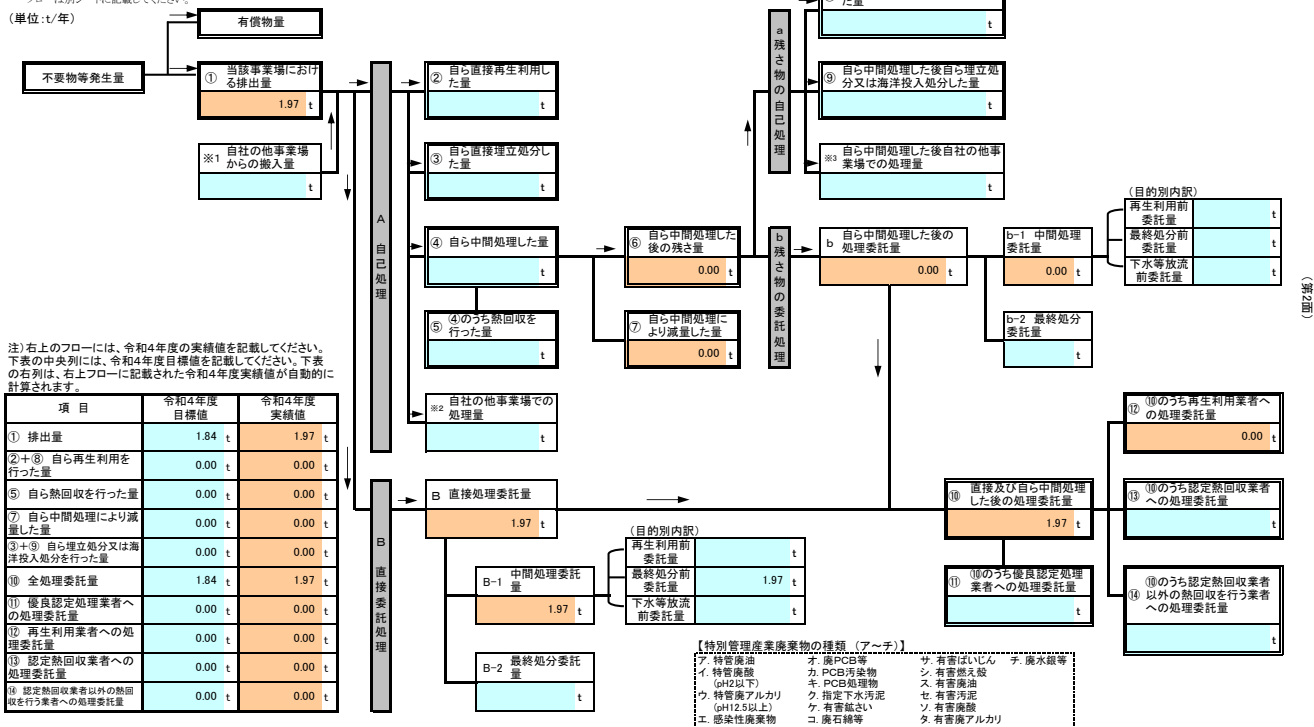 (単位:t/年)
有償物量
不要物等発生量
① 当該事業場におけ
る排出量
1.97 t
※1 自社の他事業場
からの搬入量
t
A 自己処理
② 自ら直接再生利用し
た量
t
③ 自ら直接埋立処分し
た量
t
④ 自ら中間処理した量
t
⑤ ④のうち熱回収を
行った量
t
※2 自社の他事業場での
処理量
t
⑥ 自ら中間処理した
後の残さ量
0.00 t
⑦ 自ら中間処理に
より減量した量
0.00 t
a 残さ物の自己処理
た量
t
⑨ 自ら中間処理した後自ら埋立処
分又は海洋投入処分した量
t
※3 自ら中間処理した後自社の他事
業場での処理量
t
b 残さ物の委託処理
b 自ら中間処理した後の
処理委託量
0.00 t
b-1 中間処理
委託量
0.00 t
b-2 最終処分
委託量
t
(目的別内訳)
再生利用前
委託量
t
最終処分前
委託量
t
下水等放流
前委託量
t
(第2面)
注)右上のフローには、令和4年度の実績値を記載してください。
下表の中央列には、令和4年度目標値を記載してください。下表
の右列は、右上フローに記載された令和4年度実績値が自動的に
計算されます。
項 目 令和4年度目標値 令和4年度実績値
① 排出量 1.84 t 1.97 t
②+⑧ 自ら再生利用を
行った量 0.00 t 0.00 t
⑤ 自ら熱回収を行った量 0.00 t 0.00 t
⑦ 自ら中間処理により減
量した量 0.00 t 0.00 t
③+⑨ 自ら埋立処分又は海
洋投入処分を行った量 0.00 t 0.00 t
⑩ 全処理委託量 1.84 t 1.97 t
⑪ 優良認定処理業者へ
の処理委託量 0.00 t 0.00 t
⑫ 再生利用業者への処
理委託量 0.00 t 0.00 t
⑬ 認定熱回収業者への
処理委託量 0.00 t 0.00 t
⑭ 認定熱回収業者以外の熱回
収を行う業者への処理委託量 0.00 t 0.00 t
B 直接委託処理
B 直接処理委託量
1.97 t
B-1 中間処理委託
量
1.97 t
B-2 最終処分委託
量
t
(目的別内訳)
再生利用前
委託量
t
最終処分前
委託量
1.97 t
下水等放流
前委託量
t
⑩ 直接及び自ら中間処理
した後の処理委託量
1.97 t
⑪ ⑩のうち優良認定処理
業者への処理委託量
t
⑫ ⑩のうち再生利用業者へ
の処理委託量
0.00 t
⑬ ⑩のうち認定熱回収業者
への処理委託量
t
⑭ ⑩のうち認定熱回収業者
以外の熱回収を行う業者
への処理委託量
t
【特別管理産業廃棄物の種類 (ア~チ)】
ア. 特管廃油 オ. 廃PCB等 サ. 有害ばいじん チ. 廃水銀等
イ. 特管廃酸 カ. PCB汚染物 シ. 有害燃え殻
(pH2以下) キ. PCB処理物 ス. 有害廃油
ウ. 特管廃アルカリ ク. 指定下水汚泥 セ. 有害汚泥
(pH12.5以上) ケ. 有害鉱さい ソ. 有害廃酸
エ. 感染性廃棄物 コ. 廃石綿等 タ. 有害廃アルカリ